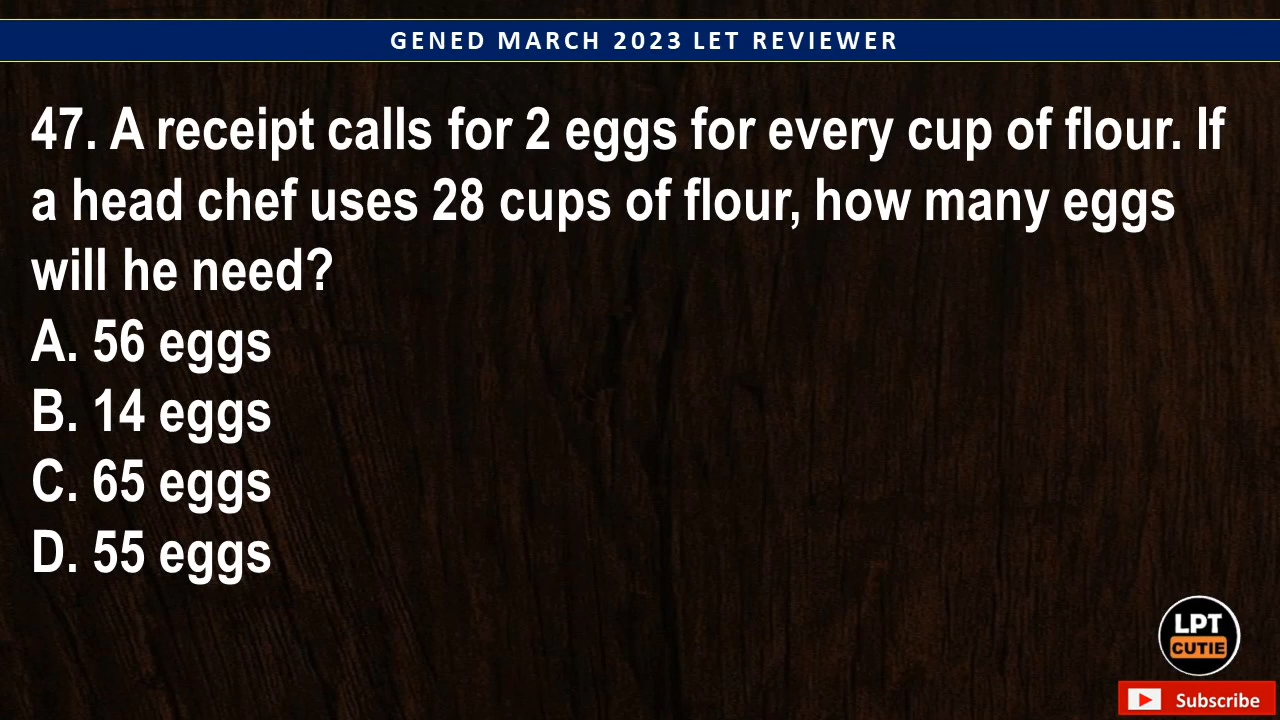 GENED MARCH 2023 LET REVIEWER
47. A receipt calls for 2 eggs for every cup of flour. If
a head chef uses 28 cups of flour, how many eggs
will he need?
A. 56 eggs
B. 14 eggs
C. 65 eggs
D. 55 eggs
LPT
CUTIE
Subscribe